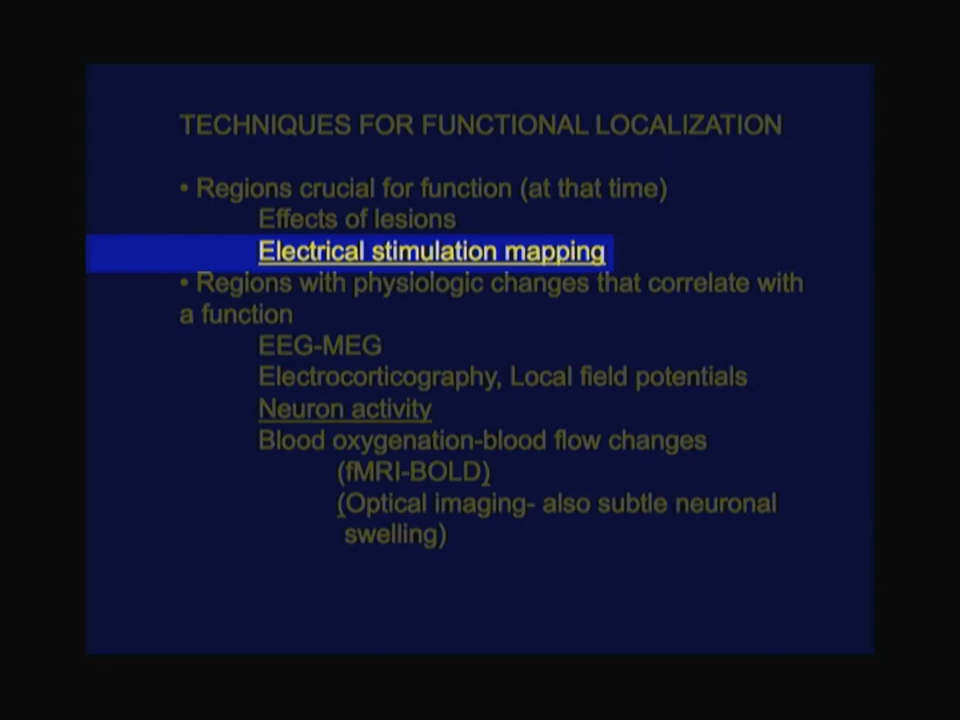 TECHNIQUES FOR FUNCTIONAL LOCALIZATION
• Regions crucial for function (at that time)
Effects of lesions
Electrical stimulation mapping
• Regions with physiologic changes that correlate with
a function
EEG-MEG
Electrocorticography, Local field potentials
Neuron activity
Blood oxygenation-blood flow changes
(fMRI-BOLD)
(Optical imaging- also subtle neuronal
swelling)